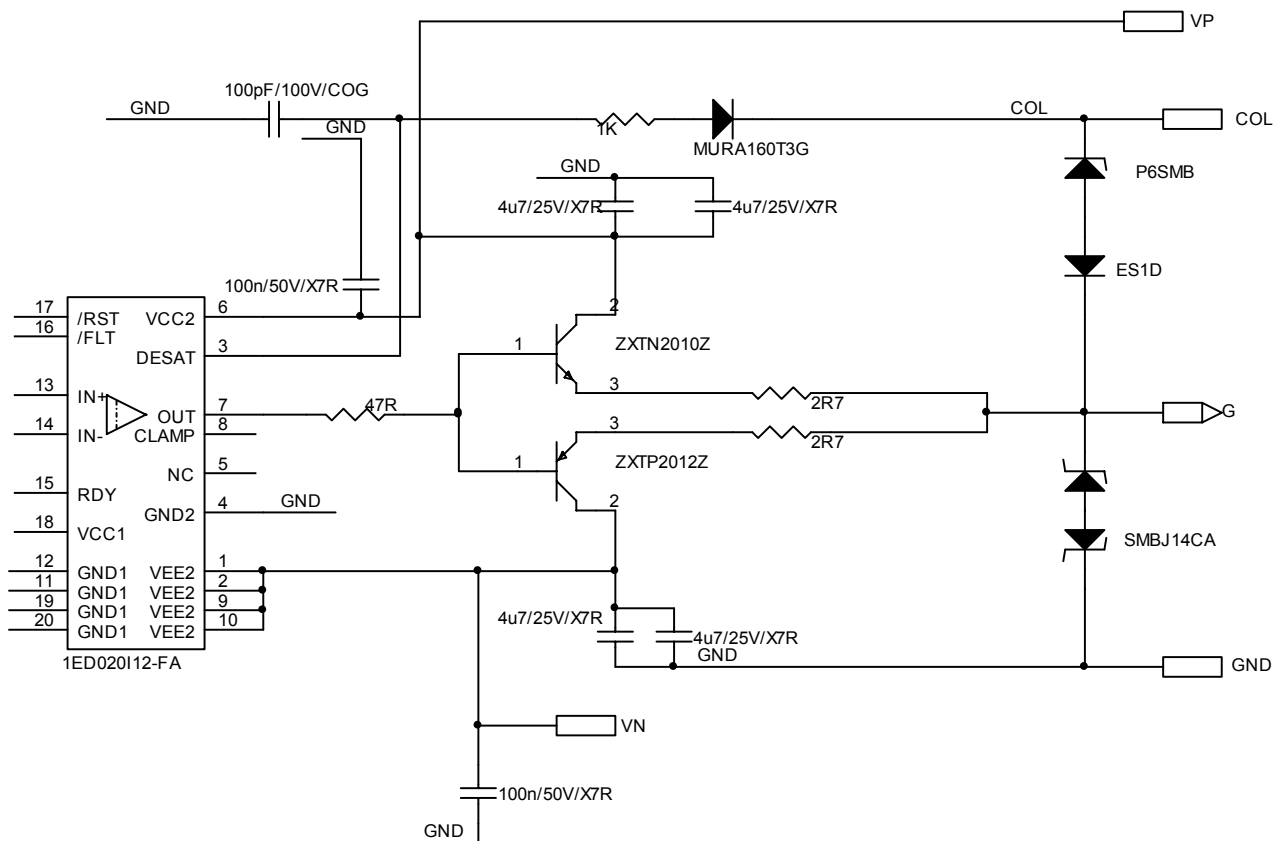 VP
100pF/100V/COG
GND
GND
1K
MURA160T3G
COL
COL
P6SMB
GND
4u7/25V/X7R
4u7/25V/X7R
ES1D
100n/50V/X7R
17
/RST
VCC2
6
16
/FLT
DESAT
3
2
1
ZXTN2010Z
3
2R7
13
IN+
OUT
7
47R
14
IN-
CLAMP
8
G
3
2R7
ZXTP2012Z
1
2
NC
5
15
RDY
GND2
4
GND
18
VCC1
SMBJ14CA
12
GND1
VEE2
1
11
GND1
VEE2
2
19
GND1
VEE2
9
20
GND1
VEE2
10
1ED020I12-FA
4u7/25V/X7R
4u7/25V/X7R
GND
GND
VN
100n/50V/X7R
GND